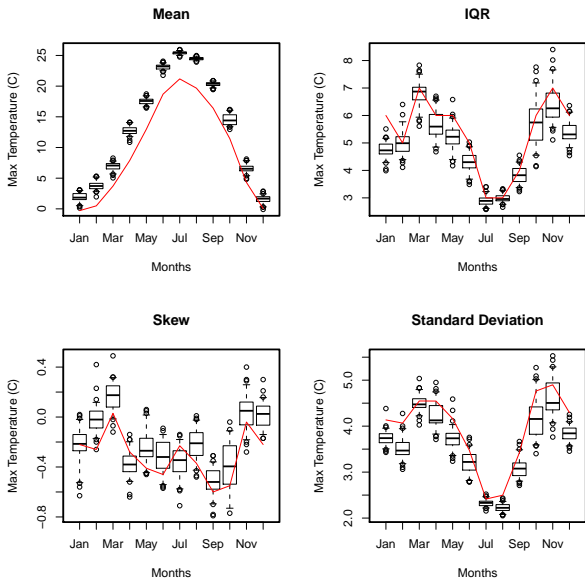 Mean
Max Temperature (C)
25
20
15
10
5
0
Jan Mar May Jul Sep Nov
Months
IQR
Max Temperature (C)
8
7
6
5
4
3
Jan Mar May Jul Sep Nov
Months
Skew
Max Temperature (C)
0.4
0.0
−0.4
−0.8
Jan Mar May Jul Sep Nov
Months
Standard Deviation
Max Temperature (C)
5.0
4.0
3.0
2.0
Jan Mar May Jul Sep Nov
Months